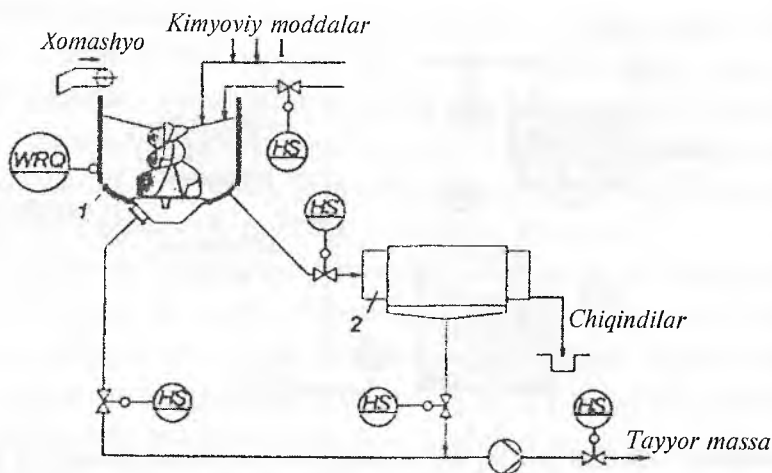 Kimyoviy moddalar
Xomashyo
HS
WRQ
1
HS
2
Chiqindilar
HS
HS
HS
Tayyor massa